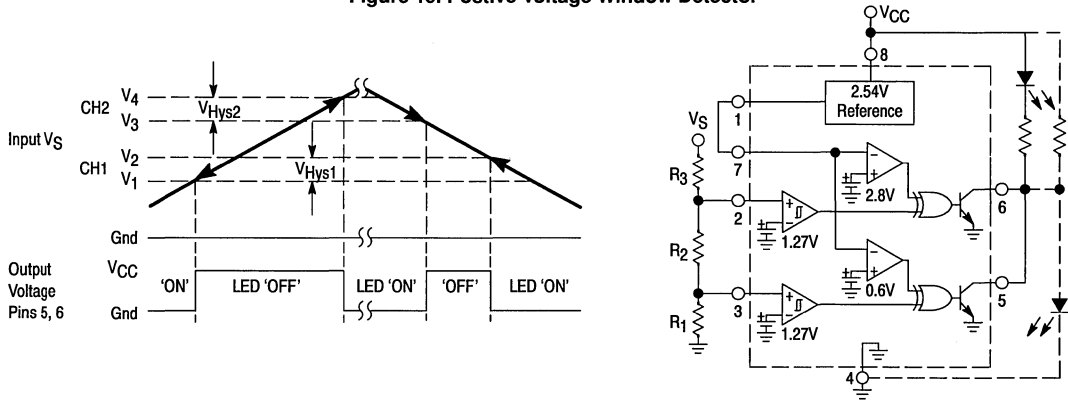 Figure 18. Postive Voltage Window Detector
CH2
V4
V3
VHys2
Input VS
CH1
V2
V1
VHys1
Gnd
Output
Voltage
Pins 5, 6
VCC
Gnd
'ON'
LED 'OFF'
LED 'ON'
'OFF'
LED 'ON'
VCC
8
2.54V
Reference
1
VS
7
R3
2.8V
6
2
1.27V
R2
0.6V
5
3
1.27V
R1
4